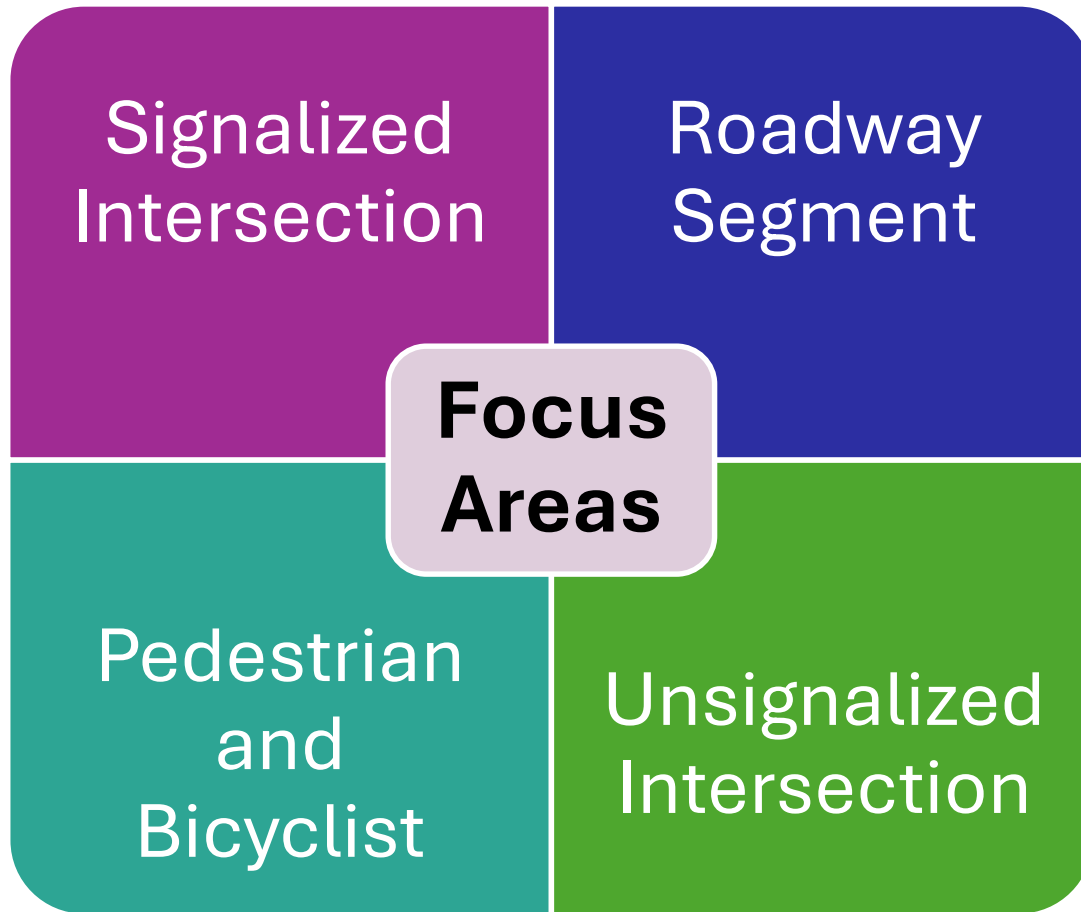 Signalized
Intersection
Roadway
Segment
Focus
Areas
Pedestrian
and
Bicyclist
Unsignalized
Intersection